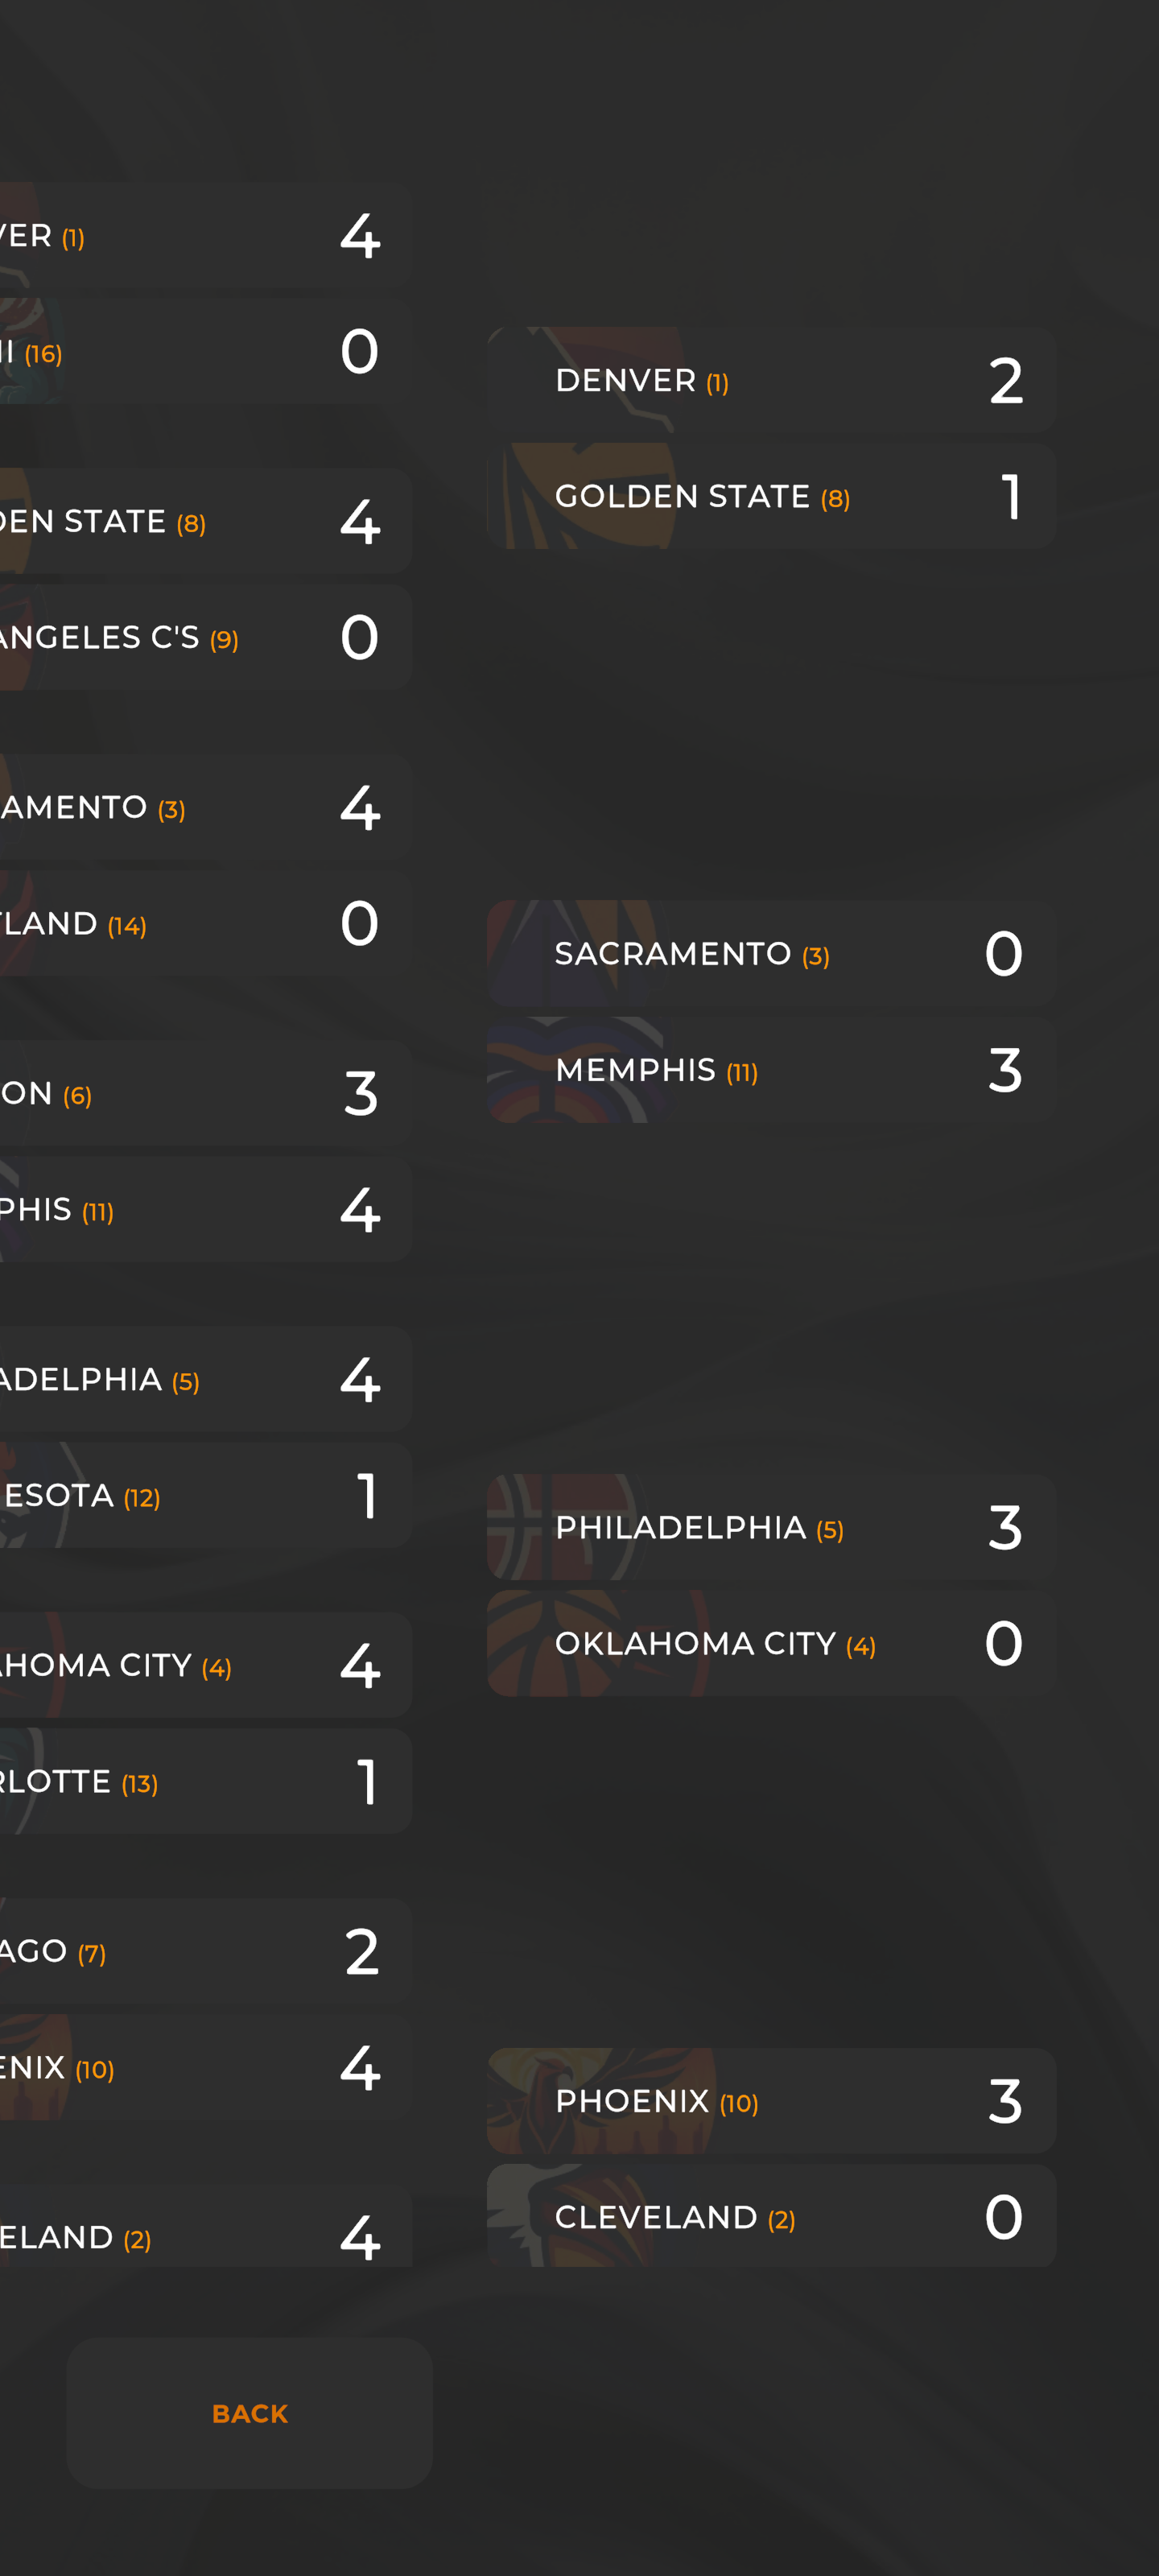 VER (1) 4
II (16) 0
DENVER (1) 2
GOLDEN STATE (8) 1
DEN STATE (8) 4
ANGELES C'S (9) 0
AMENTO (3) 4
TLAND (14) 0
SACRAMENTO (3) 0
MEMPHIS (11) 3
ON (6) 3
PHIS (11) 4
ADELPHIA (5) 4
ESOTA (12) 1
PHILADELPHIA (5) 3
OKLAHOMA CITY (4) 0
AHOMA CITY (4) 4
RLOTTE (13) 1
AGO (7) 2
ENIX (10) 4
PHOENIX (10) 3
CLEVELAND (2) 0
ELAND (2) 4
BACK